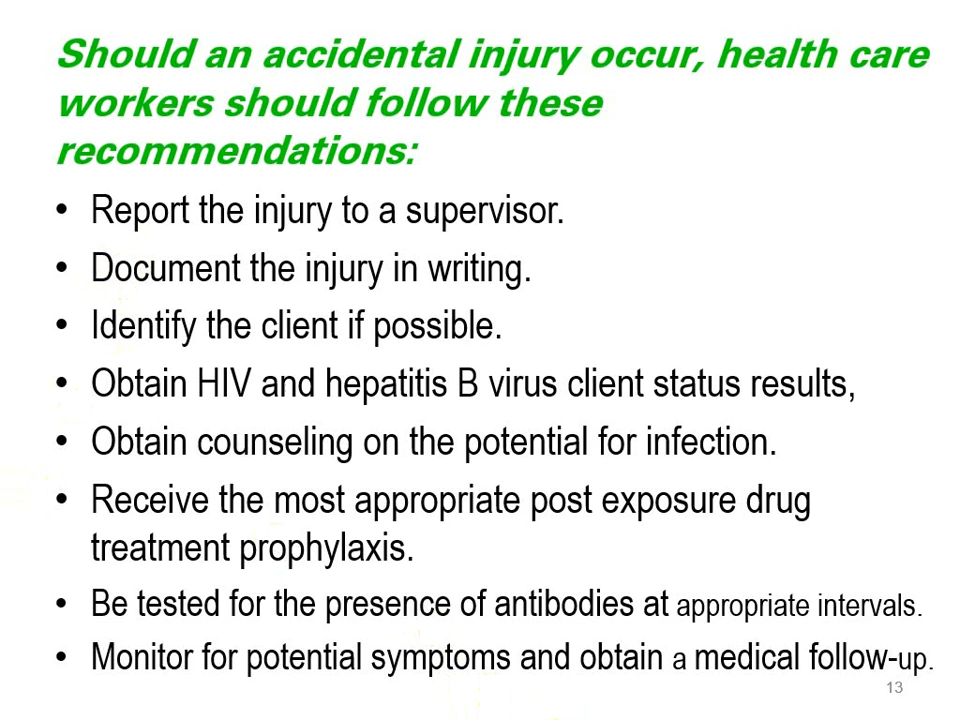 Should an accidental injury occur, health care
workers should follow these
recommendations:
• Report the injury to a supervisor.
• Document the injury in writing.
• Identify the client if possible.
• Obtain HIV and hepatitis B virus client status results,
• Obtain counseling on the potential for infection.
• Receive the most appropriate post exposure drug
treatment prophylaxis.
• Be tested for the presence of antibodies at appropriate intervals.
• Monitor for potential symptoms and obtain a medical follow-up.
13